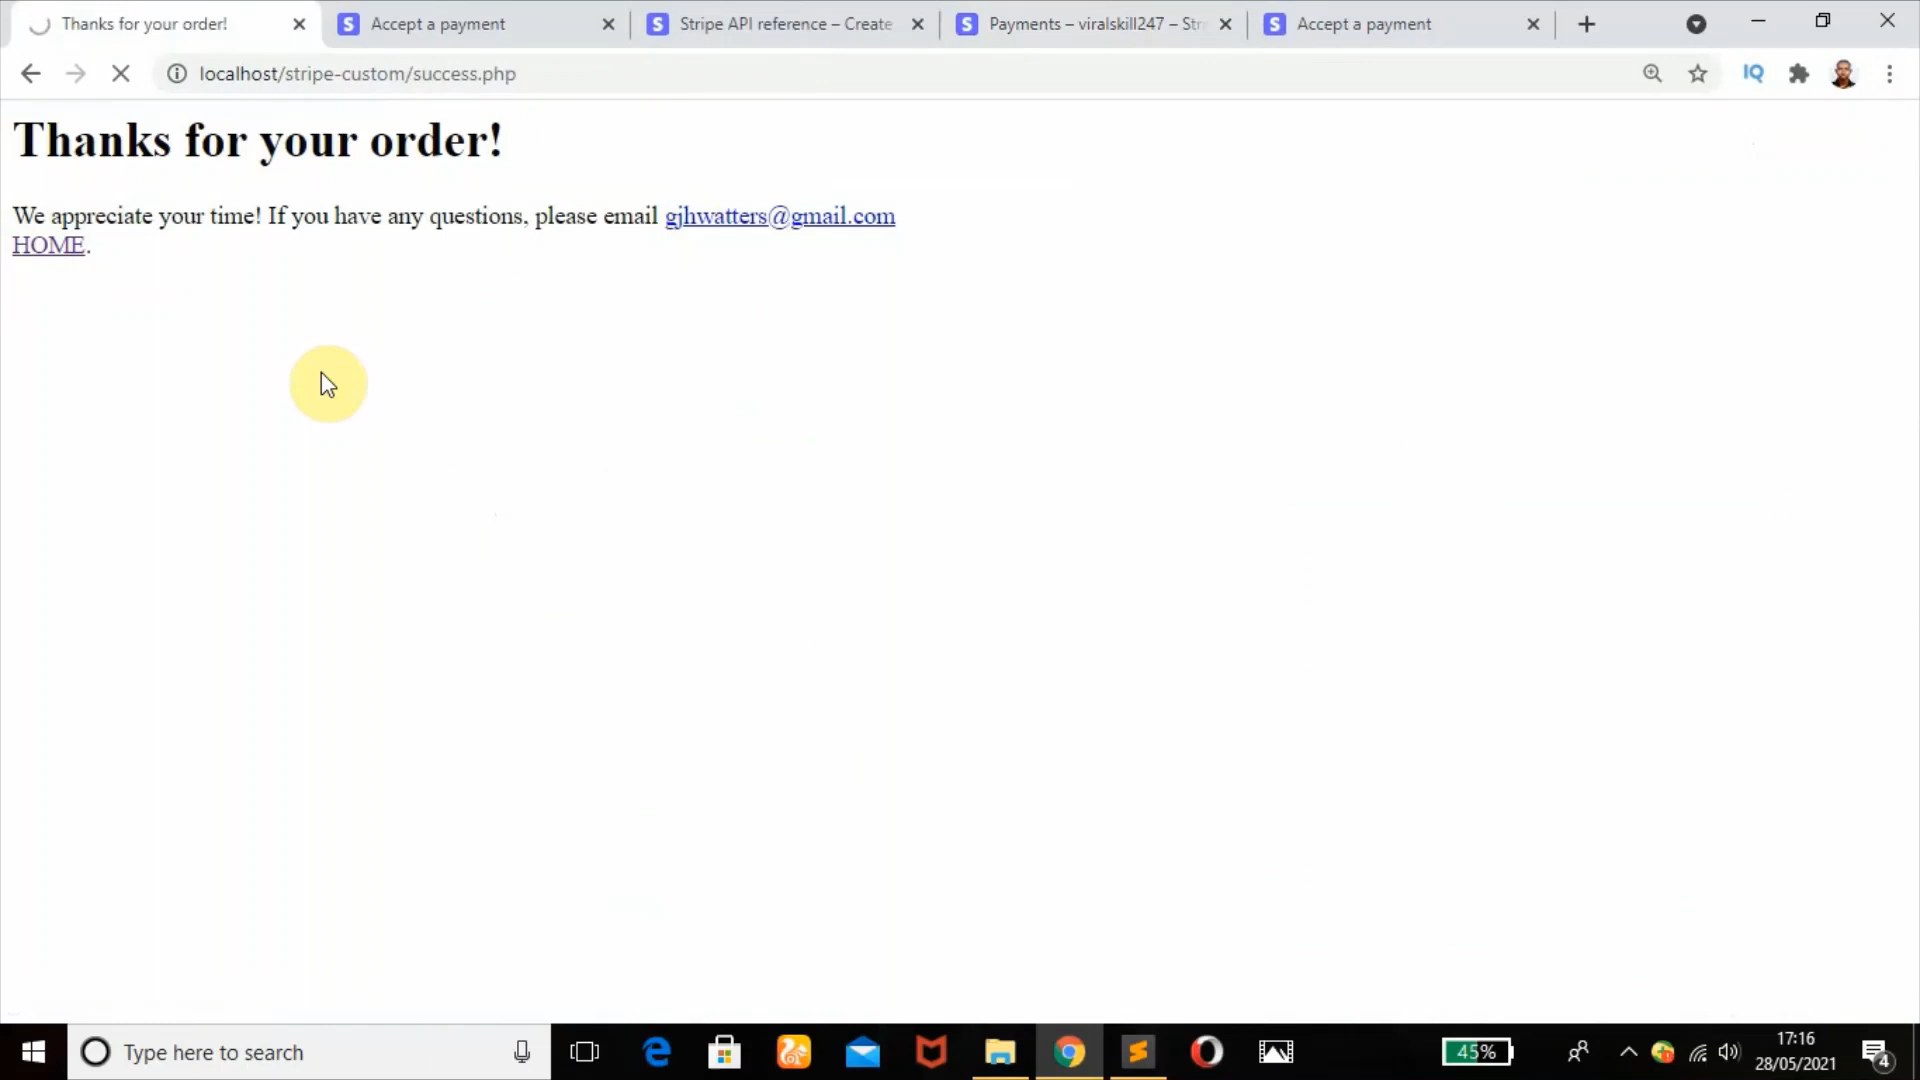 Thanks for your order!
Accept a payment
Stripe API reference – Create
Payments – viralskill247 – Str
Accept a payment
localhost/stripe-custom/success.php
IQ
Thanks for your order!
We appreciate your time! If you have any questions, please email gjhwatters@gmail.com
HOME.
Type here to search
45%
17:16
28/05/2021
4